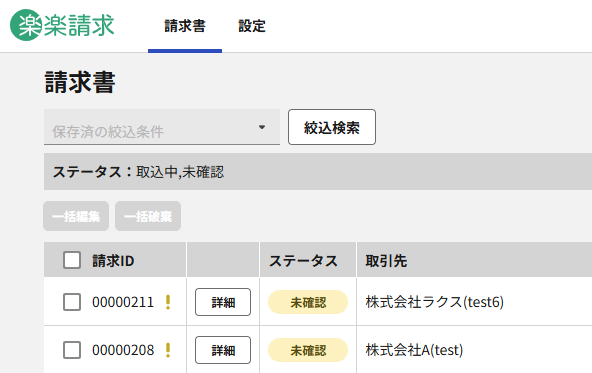 楽楽請求 請求書 設定
請求書
保存済の絞込条件 絞込検索
ステータス：取込中,未確認
一括編集 一括破棄
請求ID ステータス 取引先
00000211 詳細 未確認 株式会社ラクス(test6)
00000208 詳細 未確認 株式会社A(test)